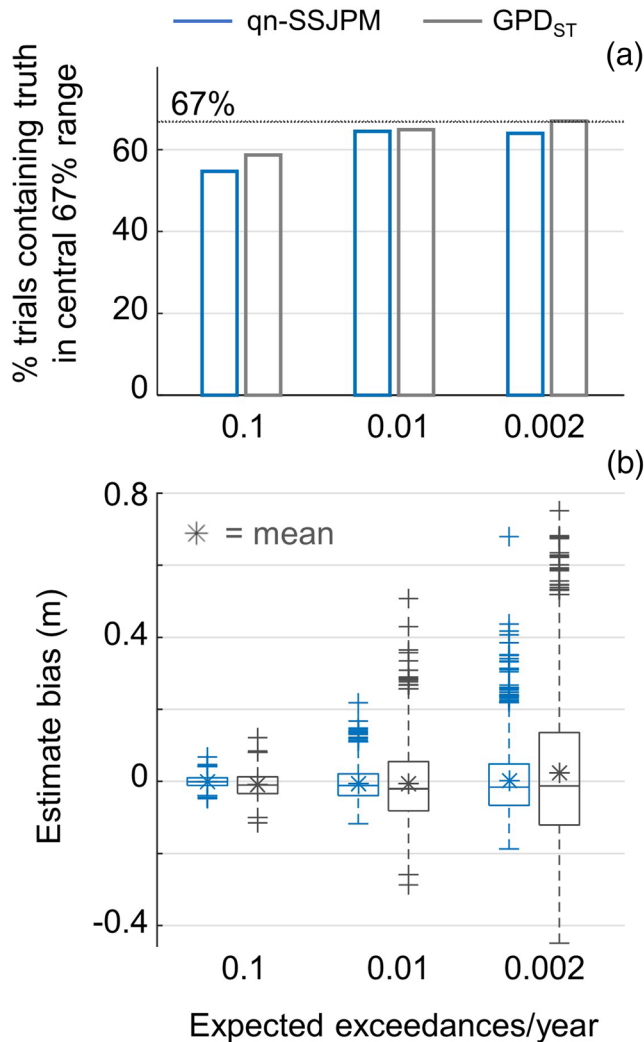 qn-SSJPM GPD_ST
(a)
67%
% trials containing truth
in central 67% range
60
40
20
0
0.1 0.01 0.002
(b)
✳ = mean
Estimate bias (m)
0.8
0.4
0
-0.4
0.1 0.01 0.002
Expected exceedances/year